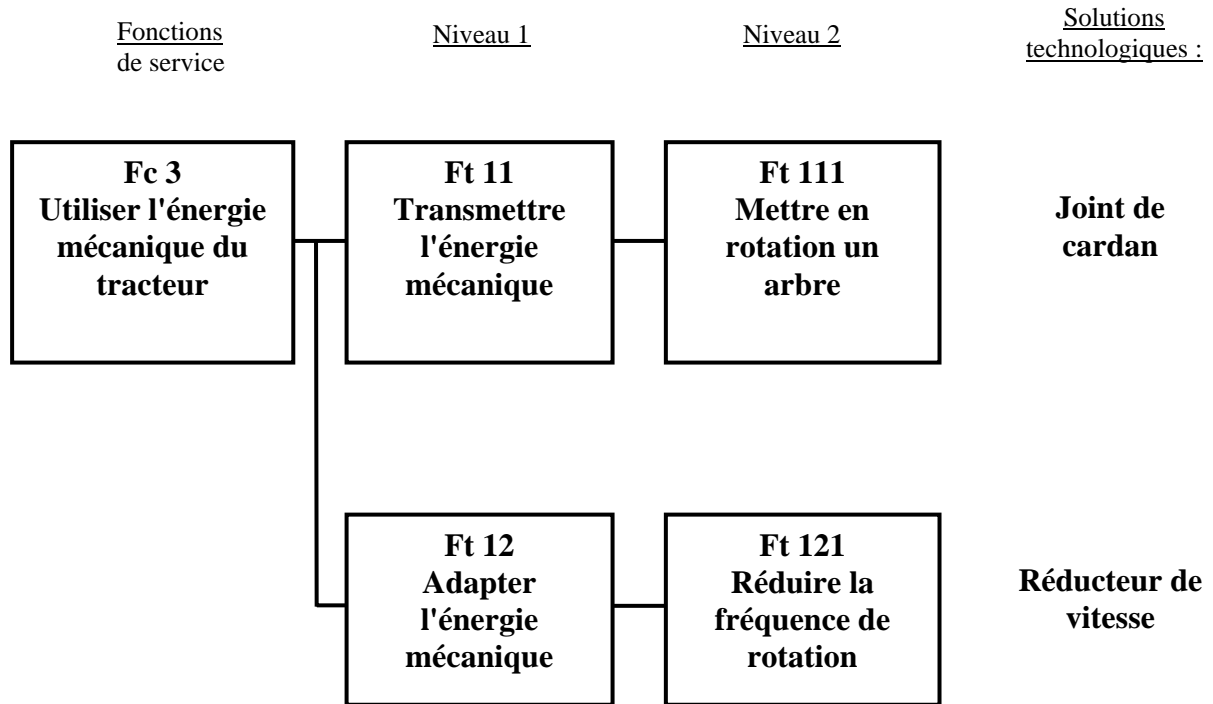 Fonctions
de service
Niveau 1
Niveau 2
Solutions
technologiques :
Fc 3
Utiliser l'énergie
mécanique du
tracteur
Ft 11
Transmettre
l'énergie
mécanique
Ft 111
Mettre en
rotation un
arbre
Joint de
cardan
Ft 12
Adapter
l'énergie
mécanique
Ft 121
Réduire la
fréquence de
rotation
Réducteur de
vitesse